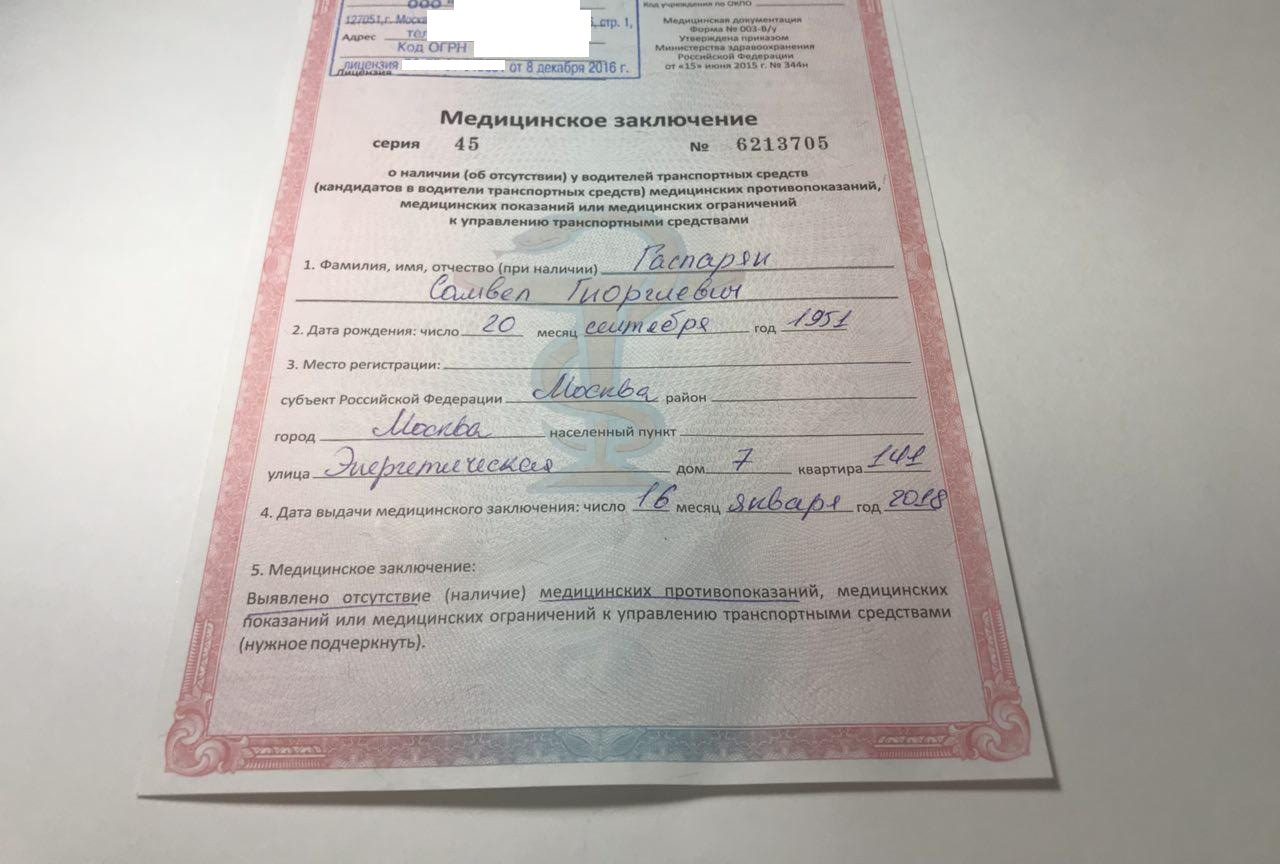 ООО "
127051,г. Москва
, стр. 1,
Адрес
тел
Код ОГРН
лицензия от 8 декабря 2016 г.
Лицензия
Код учреждения по ОКПО
Медицинская документация
Форма № 003-В/у
Утверждена приказом
Министерства здравоохранения
Российской Федерации
от «15» июня 2015 г. № 344н
Медицинское заключение
серия 45 № 6213705
о наличии (об отсутствии) у водителей транспортных средств
(кандидатов в водители транспортных средств) медицинских противопоказаний,
медицинских показаний или медицинских ограничений
к управлению транспортными средствами
1. Фамилия, имя, отчество (при наличии) Гаспарян
Самвел Гиоргиевич
2. Дата рождения: число 20 месяц сентября год 1951
3. Место регистрации:
субъект Российской Федерации Москва район
город Москва населенный пункт
улица Энергетическая дом 7 квартира 141
4. Дата выдачи медицинского заключения: число 16 месяц января год 2018
5. Медицинское заключение:
Выявлено отсутствие (наличие) медицинских противопоказаний, медицинских
показаний или медицинских ограничений к управлению транспортными средствами
(нужное подчеркнуть).